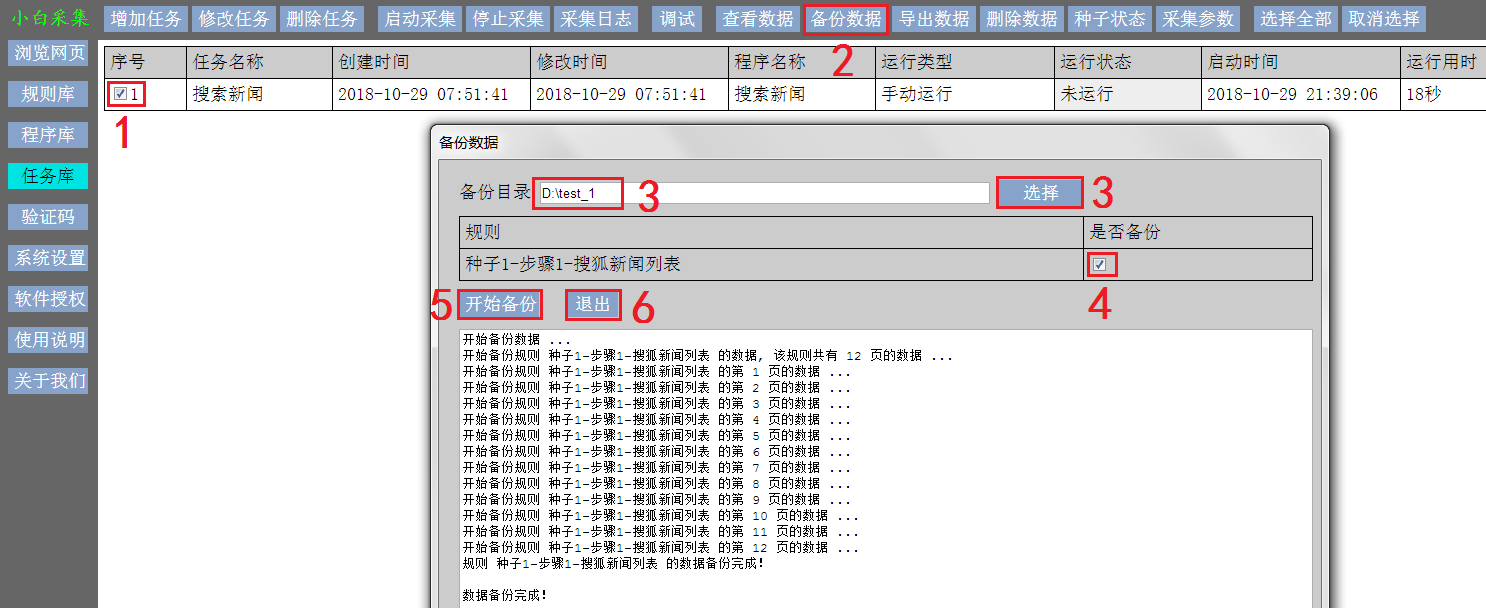 小白采集 增加任务 修改任务 删除任务 启动采集 停止采集 采集日志 调试 查看数据 备份数据 导出数据 删除数据 种子状态 采集参数 选择全部 取消选择
浏览网页
规则库
程序库
任务库
验证码
系统设置
软件授权
使用说明
关于我们
序号 任务名称 创建时间 修改时间 程序名称 2 运行类型 运行状态 启动时间 运行用时
1 搜索新闻 2018-10-29 07:51:41 2018-10-29 07:51:41 搜索新闻 手动运行 未运行 2018-10-29 21:39:06 18秒
1
备份数据
备份目录 D:\test_1 3 选择 3
规则 是否备份
种子1-步骤1-搜狐新闻列表
5 开始备份 退出 6 4
开始备份数据 ...
开始备份规则 种子1-步骤1-搜狐新闻列表 的数据, 该规则共有 12 页的数据 ...
开始备份规则 种子1-步骤1-搜狐新闻列表 的第 1 页的数据 ...
开始备份规则 种子1-步骤1-搜狐新闻列表 的第 2 页的数据 ...
开始备份规则 种子1-步骤1-搜狐新闻列表 的第 3 页的数据 ...
开始备份规则 种子1-步骤1-搜狐新闻列表 的第 4 页的数据 ...
开始备份规则 种子1-步骤1-搜狐新闻列表 的第 5 页的数据 ...
开始备份规则 种子1-步骤1-搜狐新闻列表 的第 6 页的数据 ...
开始备份规则 种子1-步骤1-搜狐新闻列表 的第 7 页的数据 ...
开始备份规则 种子1-步骤1-搜狐新闻列表 的第 8 页的数据 ...
开始备份规则 种子1-步骤1-搜狐新闻列表 的第 9 页的数据 ...
开始备份规则 种子1-步骤1-搜狐新闻列表 的第 10 页的数据 ...
开始备份规则 种子1-步骤1-搜狐新闻列表 的第 11 页的数据 ...
开始备份规则 种子1-步骤1-搜狐新闻列表 的第 12 页的数据 ...
规则 种子1-步骤1-搜狐新闻列表 的数据备份完成!
数据备份完成!